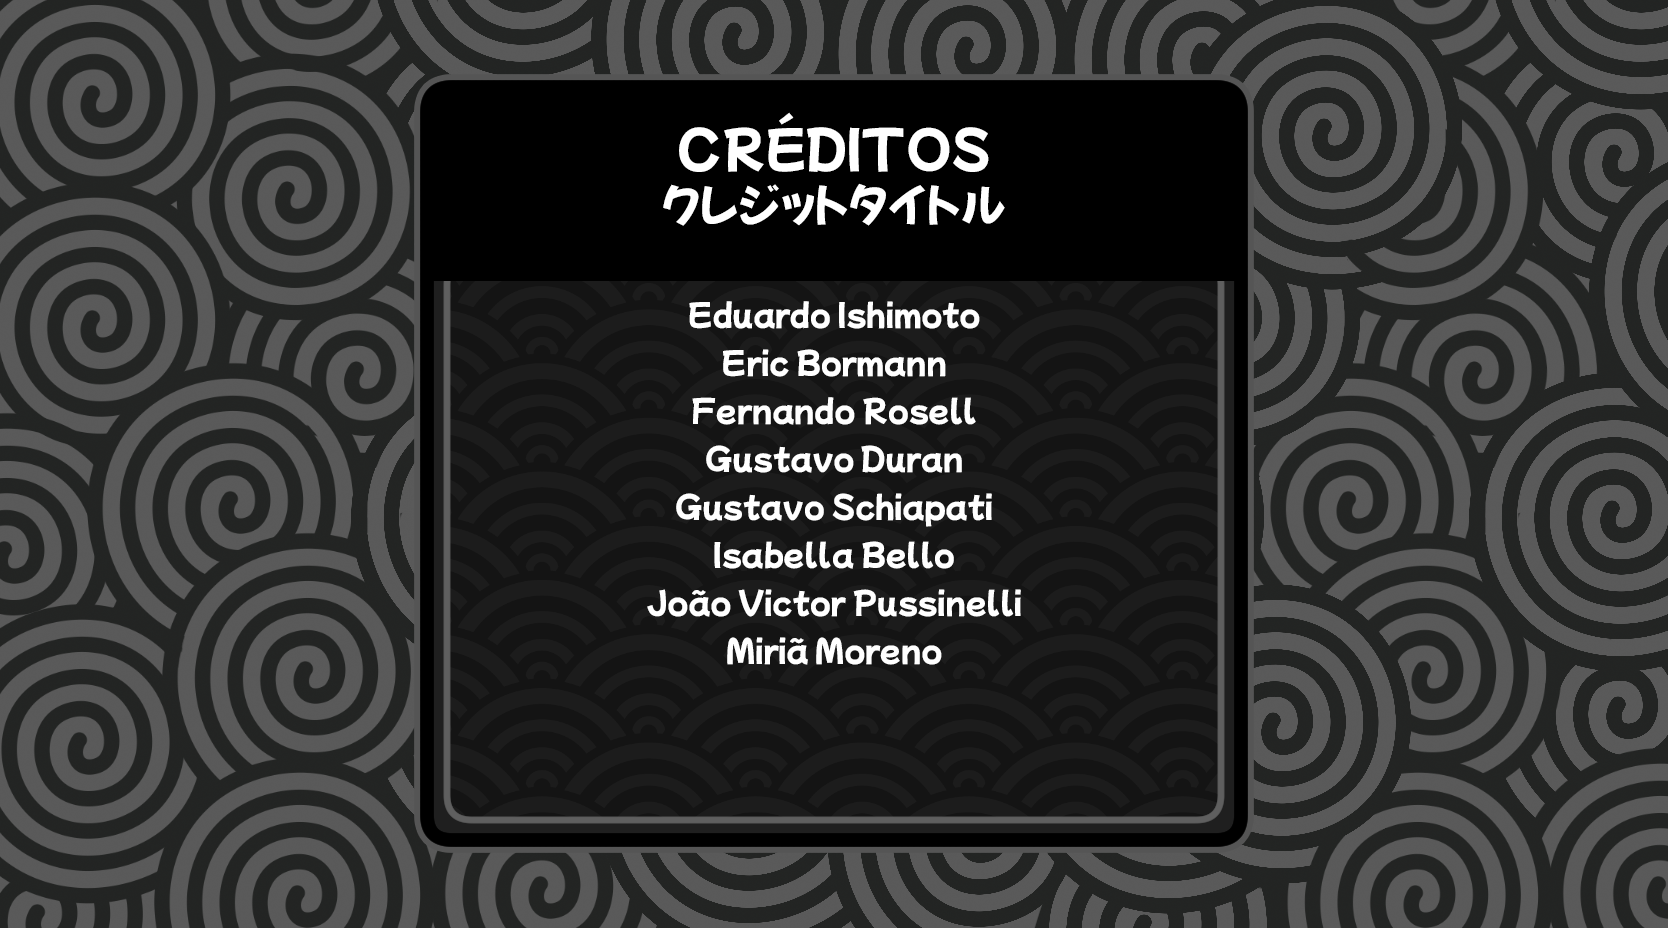 CRÉDITOS
クレジットタイトル
Eduardo Ishimoto
Eric Bormann
Fernando Rosell
Gustavo Duran
Gustavo Schiapati
Isabella Bello
João Victor Pussinelli
Miriã Moreno